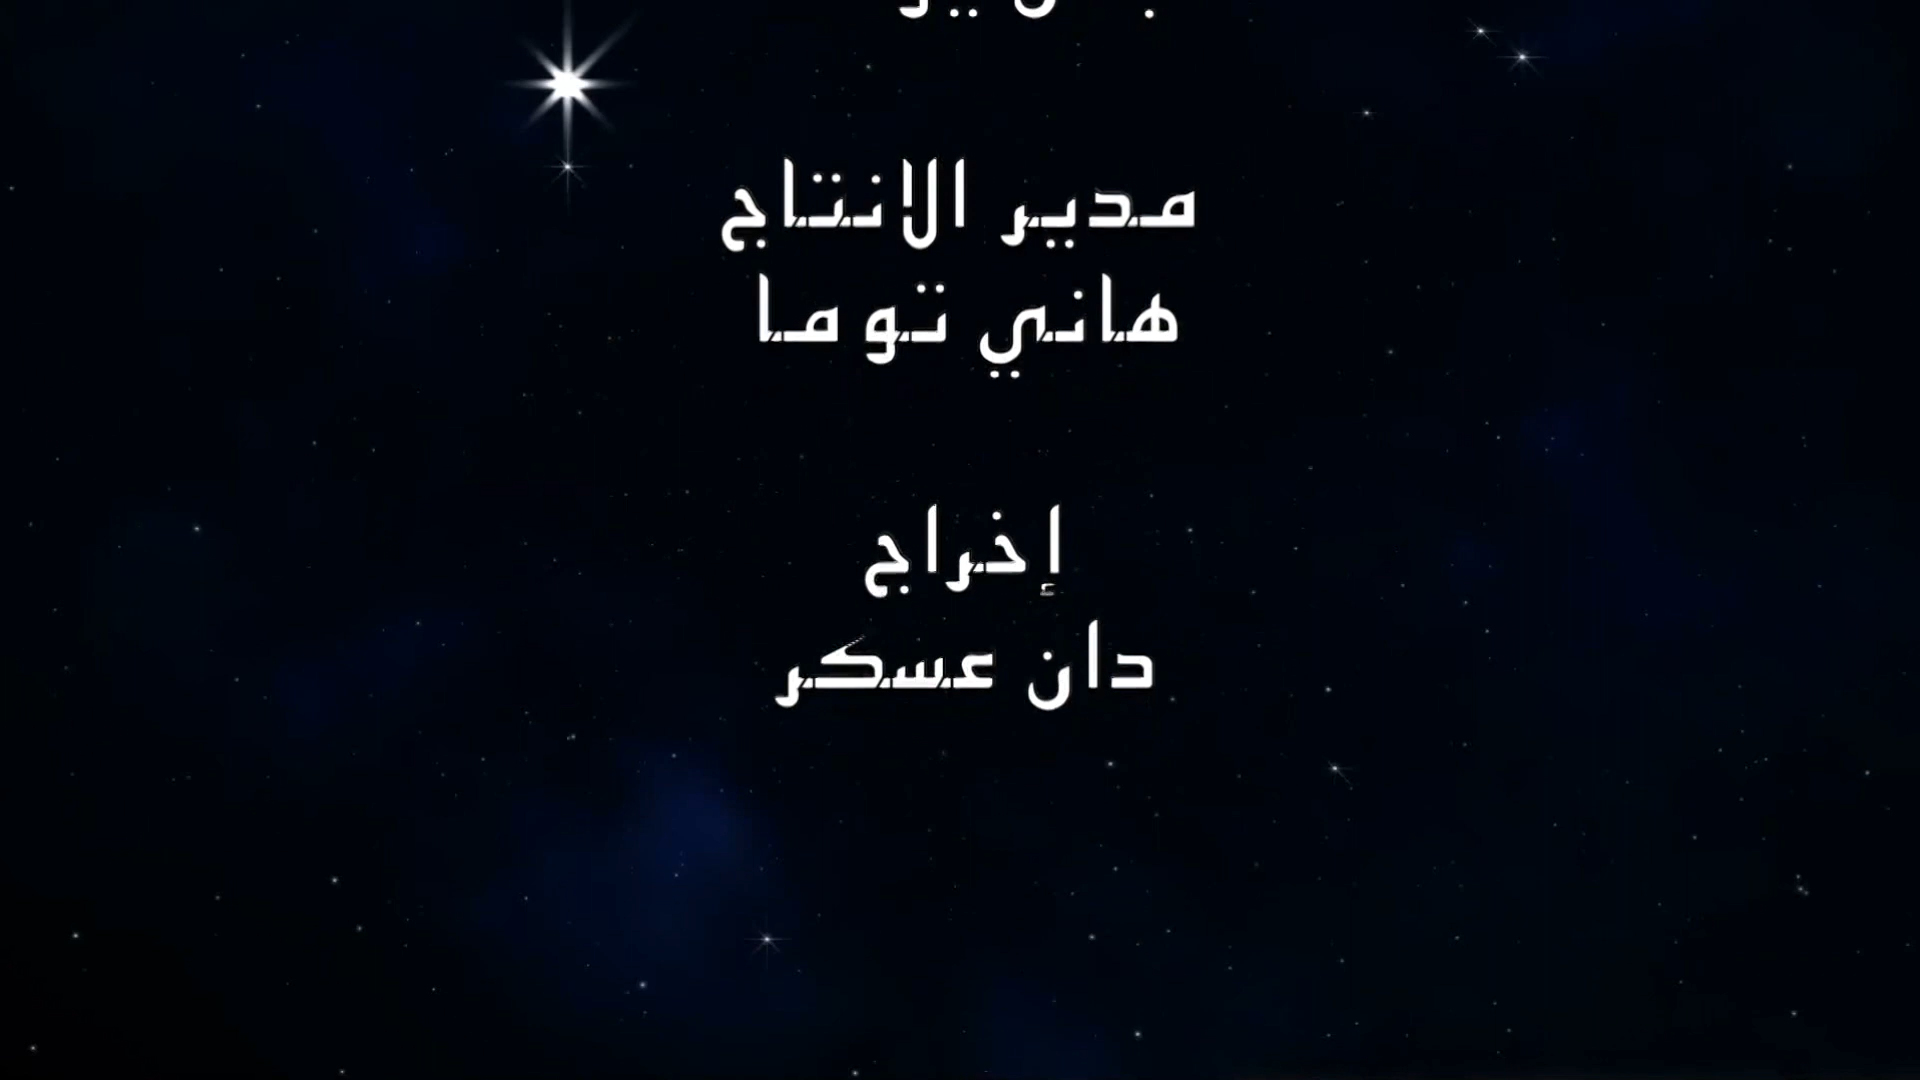 مدير الانتاج
هاني توما
إخراج
دان عسكر